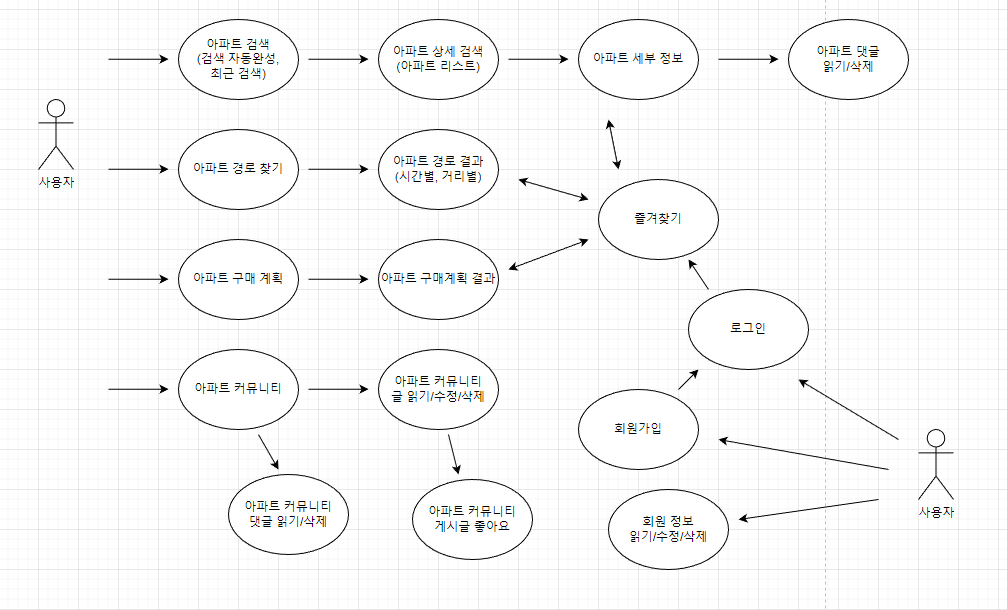 아파트 검색
(검색 자동완성,
최근 검색)
아파트 상세 검색
(아파트 리스트)
아파트 세부 정보
아파트 댓글
읽기/삭제
사용자
아파트 경로 찾기
아파트 경로 결과
(시간별, 거리별)
즐겨찾기
아파트 구매 계획
아파트 구매계획 결과
로그인
아파트 커뮤니티
아파트 커뮤니티
글 읽기/수정/삭제
회원가입
아파트 커뮤니티
댓글 읽기/삭제
아파트 커뮤니티
게시글 좋아요
회원 정보
읽기/수정/삭제
사용자